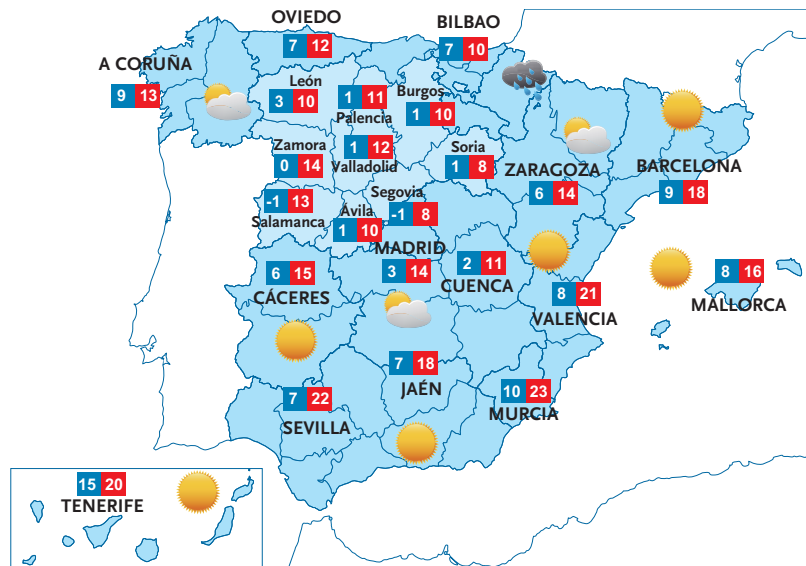 OVIEDO
7 12
BILBAO
7 10
A CORUÑA
9 13
León
3 10
1 11
Palencia
Burgos
1 10
Zamora
0 14
1 12
Valladolid
Soria
1 8
ZARAGOZA
6 14
BARCELONA
9 18
-1 13
Salamanca
Ávila
1 10
Segovia
-1 8
MADRID
3 14
2 11
CUENCA
6 15
CÁCERES
8 21
VALENCIA
8 16
MALLORCA
7 18
JAÉN
7 22
SEVILLA
10 23
MURCIA
15 20
TENERIFE